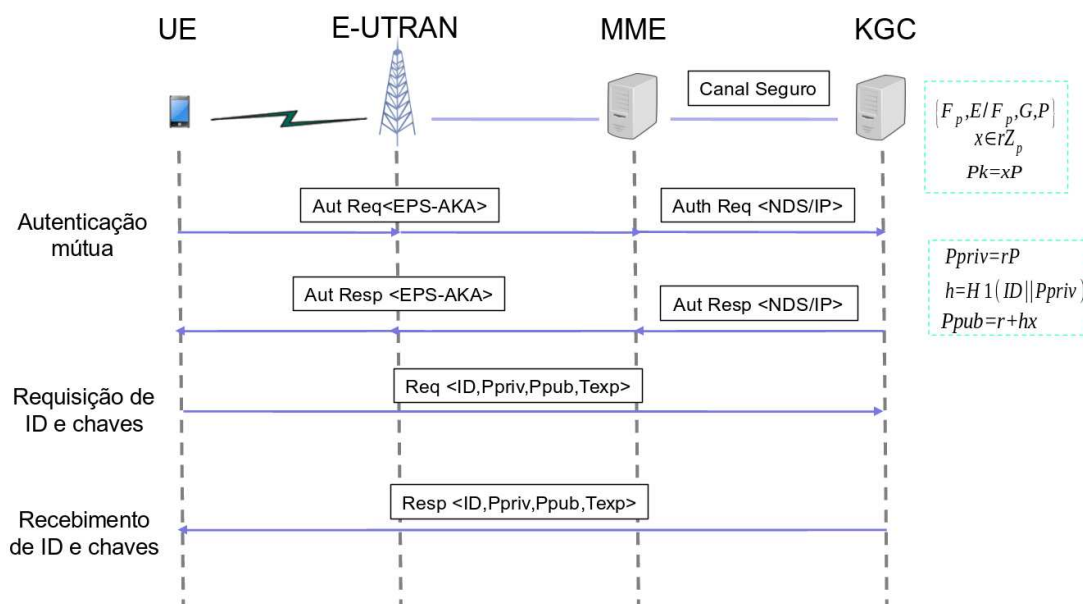 UE
E-UTRAN
MME
KGC
Canal Seguro
{F_p,E/F_p,G,P}
x∈rZ_p
Pk=xP
Autenticação
mútua
Aut Req<EPS-AKA>
Auth Req <NDS/IP>
Aut Resp <EPS-AKA>
Aut Resp <NDS/IP>
Ppriv=rP
h=H1(ID||Ppriv)
Ppub=r+hx
Requisição de
ID e chaves
Req <ID,Ppriv,Ppub,Texp>
Recebimento
de ID e chaves
Resp <ID,Ppriv,Ppub,Texp>